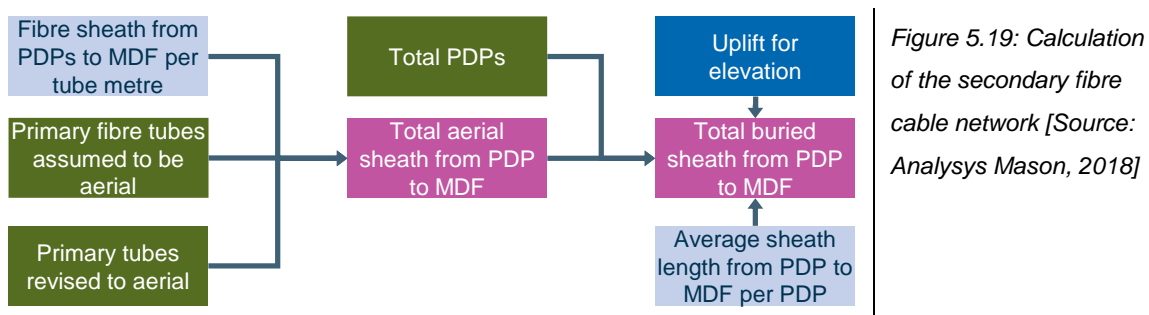 Fibre sheath from
PDPs to MDF per
tube metre
Primary fibre tubes
assumed to be
aerial
Primary tubes
revised to aerial
Total PDPs
Total aerial
sheath from PDP
to MDF
Uplift for
elevation
Total buried
sheath from PDP
to MDF
Average sheath
length from PDP to
MDF per PDP
Figure 5.19: Calculation
of the secondary fibre
cable network [Source:
Analysys Mason, 2018]